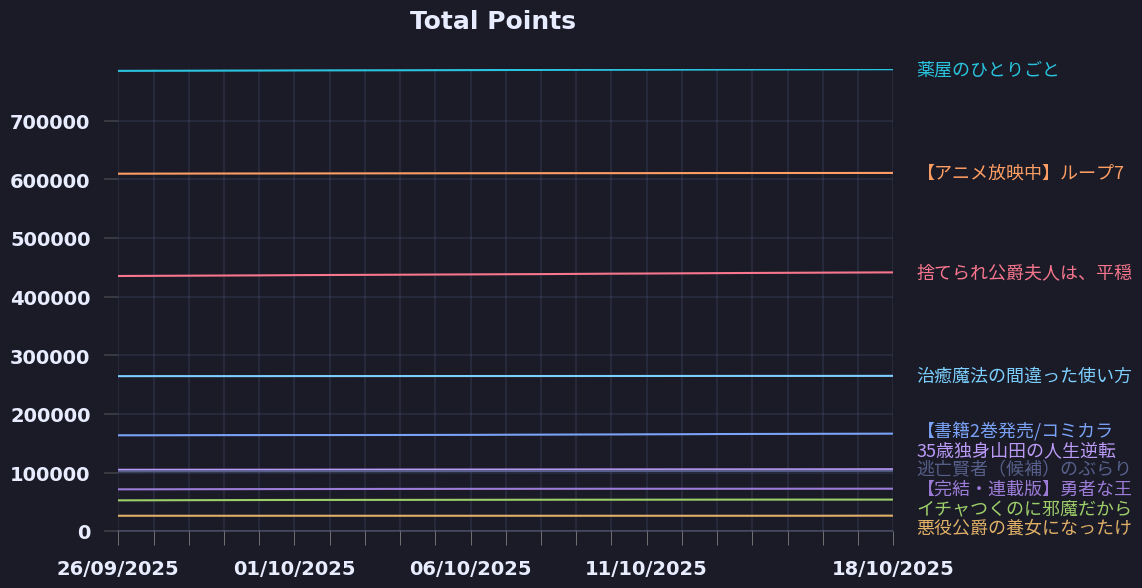 Total Points
薬屋のひとりごと
700000
【アニメ放映中】ループ7
600000
500000
捨てられ公爵夫人は、平穏
400000
300000
治癒魔法の間違った使い方
200000
【書籍2巻発売/コミカラ
35歳独身山田の人生逆転
逃亡賢者（候補）のぶらり
100000
【完結・連載版】勇者な王
イチャつくのに邪魔だから
悪役公爵の養女になったけ
0
26/09/2025 01/10/2025 06/10/2025 11/10/2025 18/10/2025